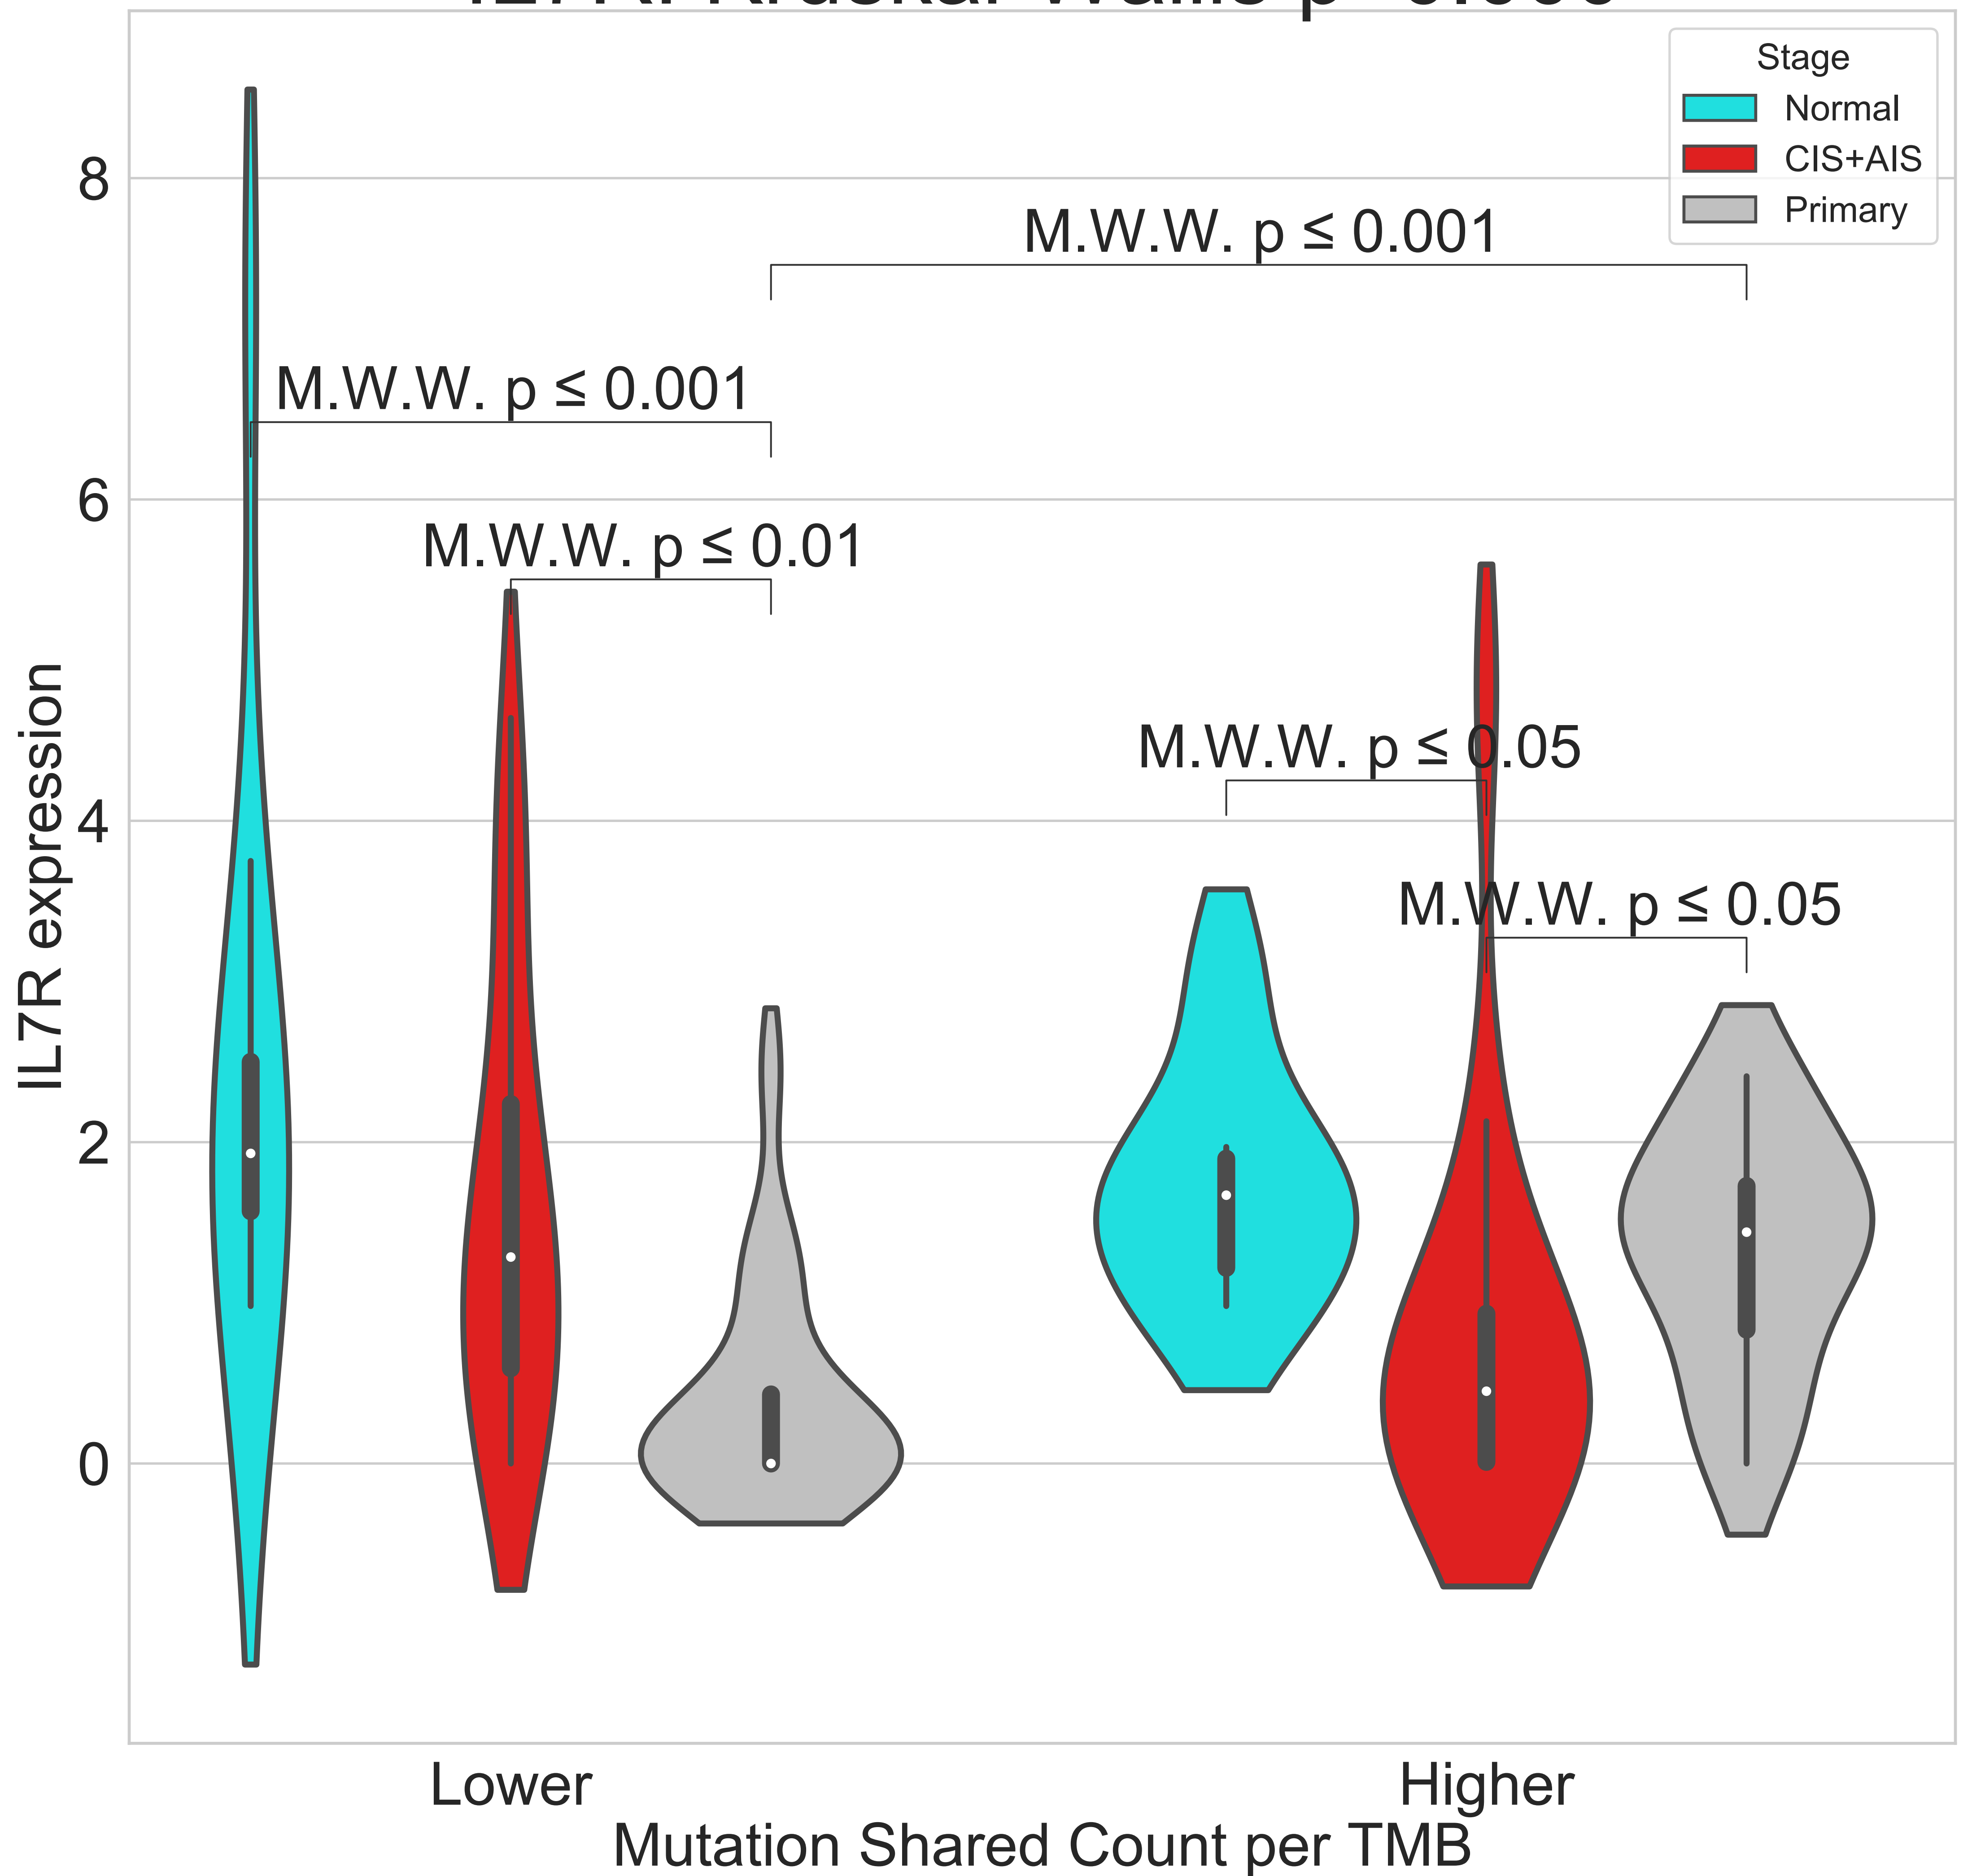 Stage
Normal
CIS+AIS
Primary
8
6
4
2
0
IL7R expression
M.W.W. p ≤ 0.001
M.W.W. p ≤ 0.001
M.W.W. p ≤ 0.01
M.W.W. p ≤ 0.05
M.W.W. p ≤ 0.05
Lower
Higher
Mutation Shared Count per TMB